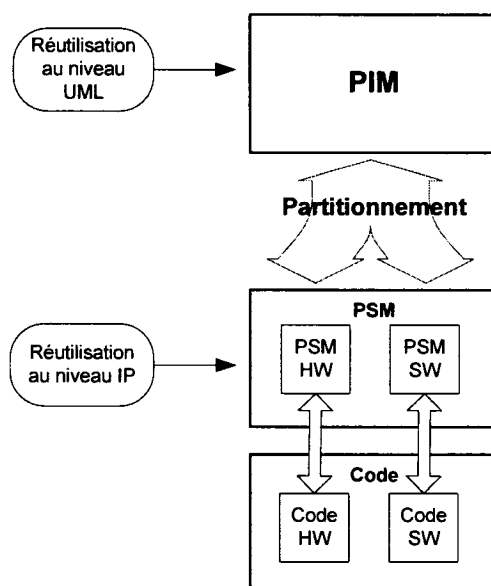 Réutilisation
au niveau
UML
PIM
Partitionnement
PSM
Réutilisation
au niveau IP
PSM
HW
PSM
SW
Code
Code
HW
Code
SW